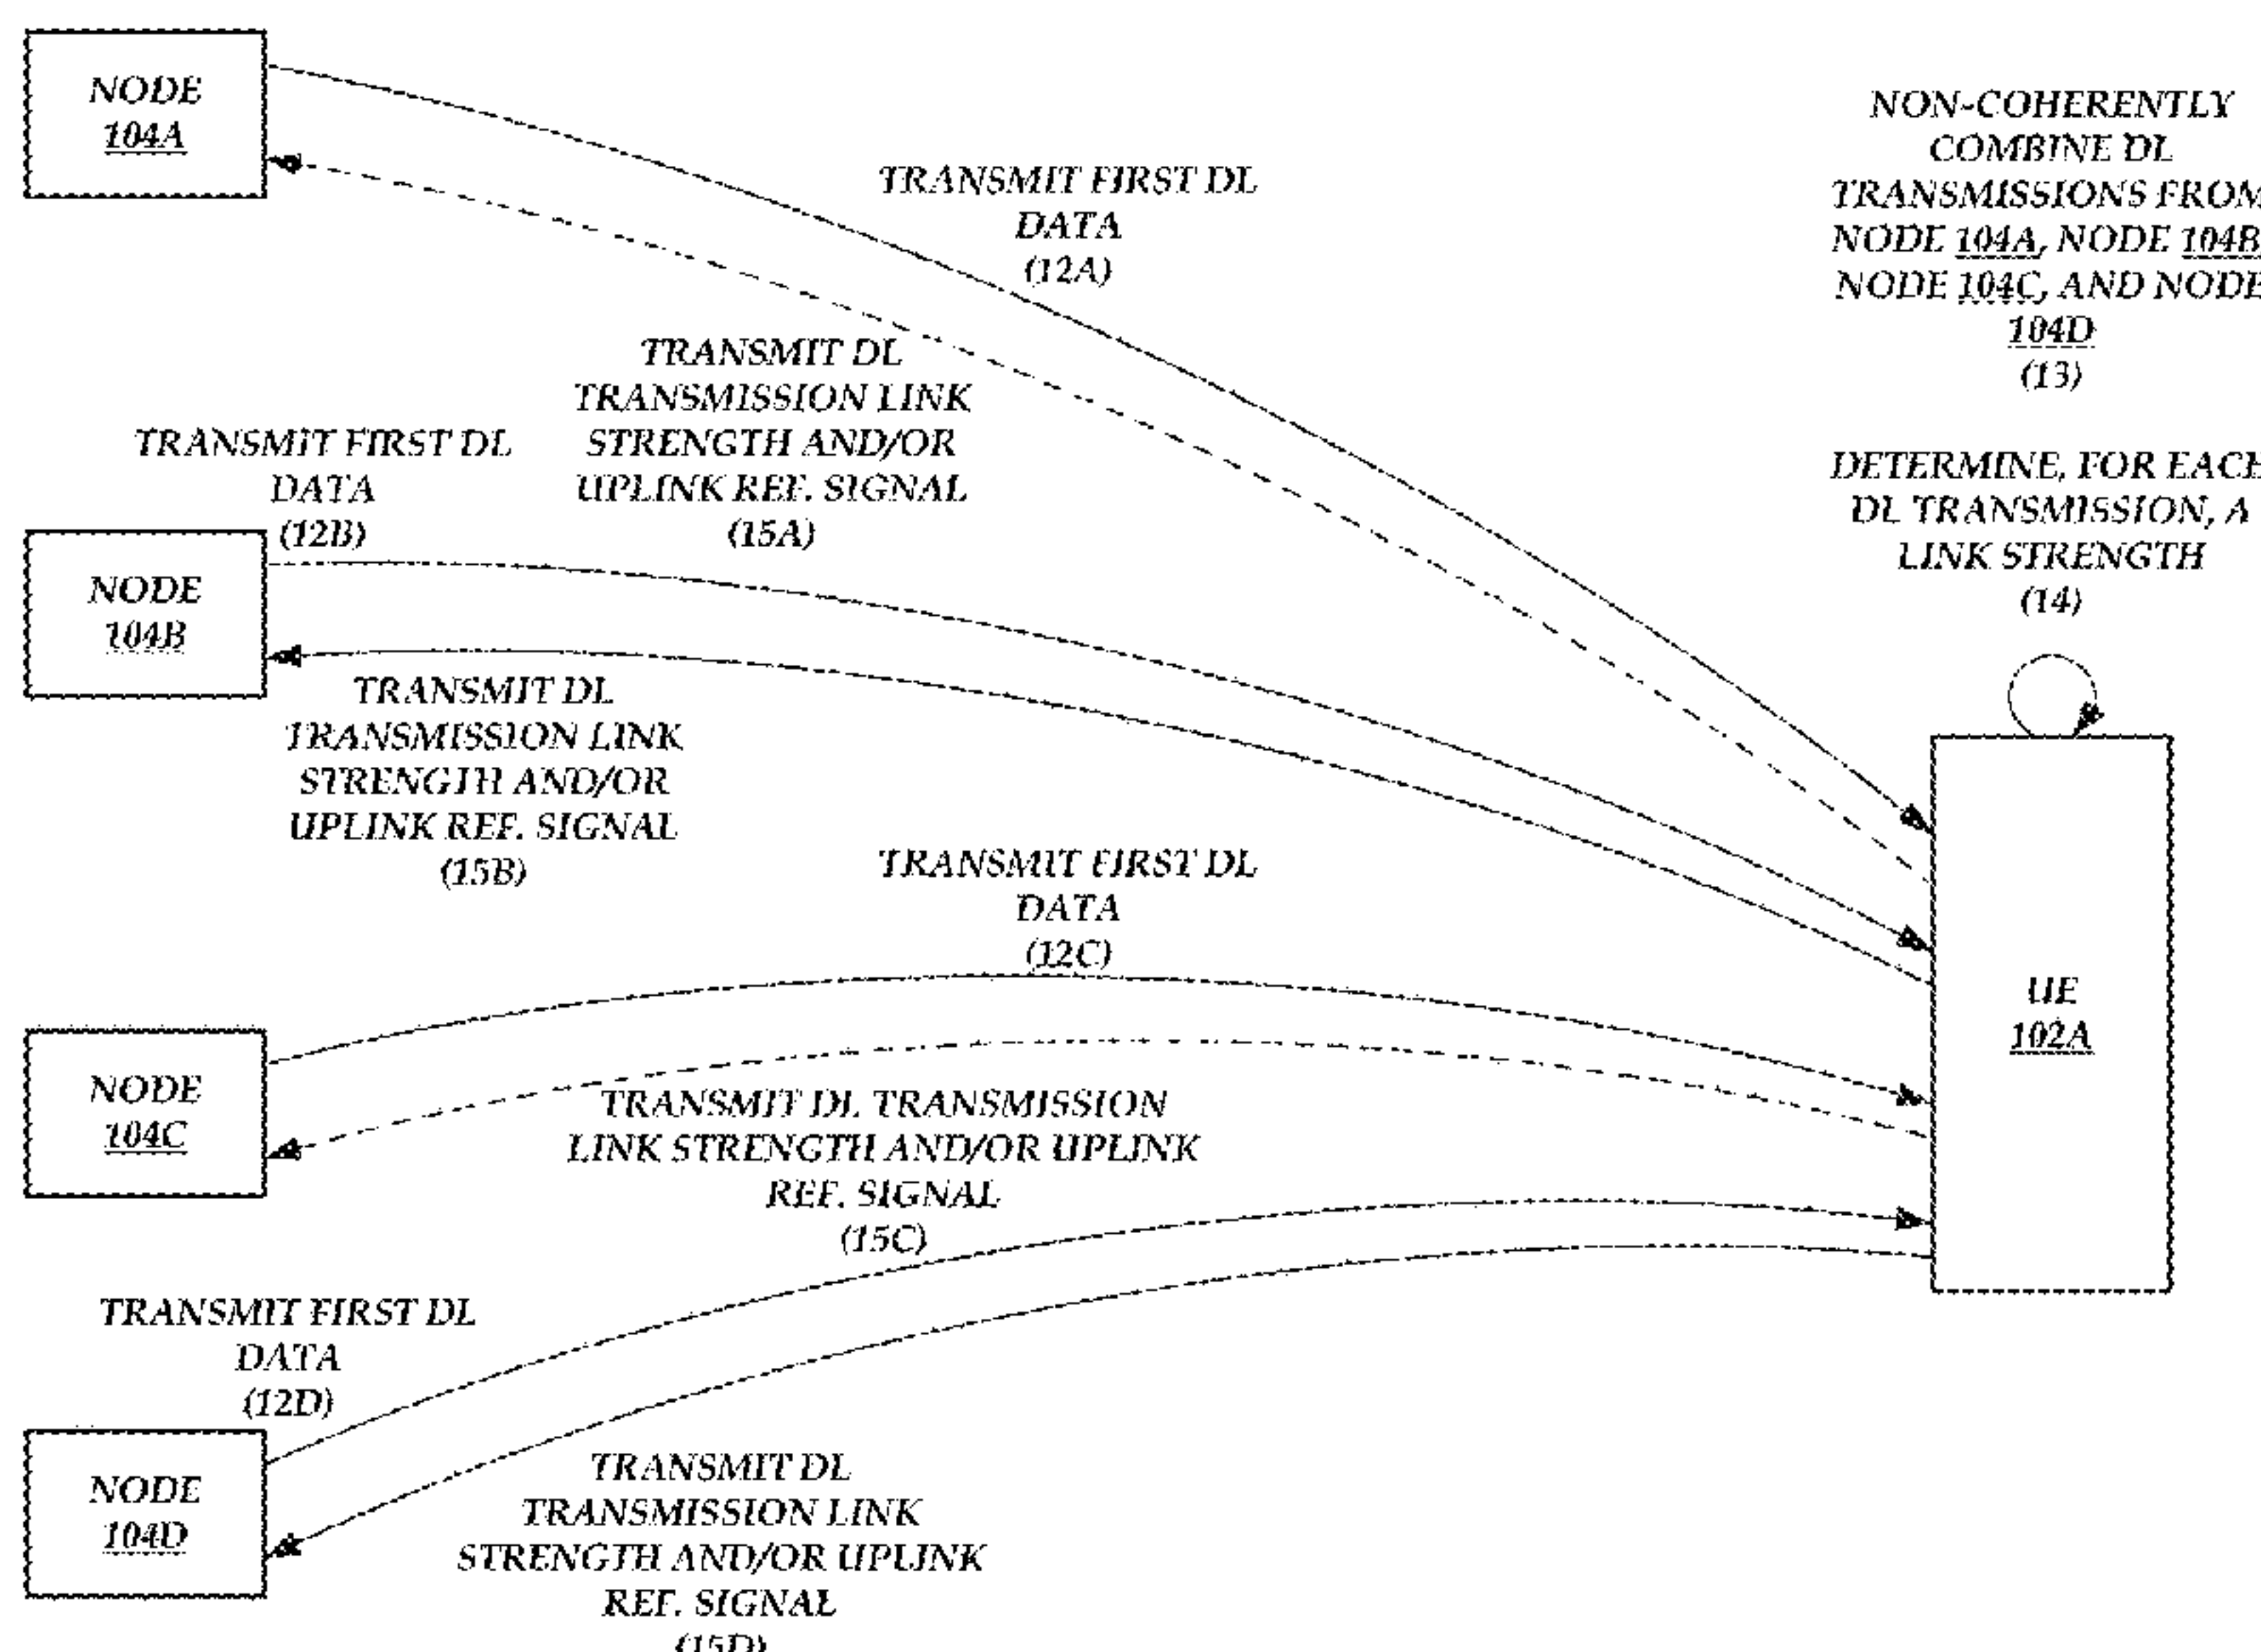 NODE
104A
TRANSMIT FIRST DL
DATA
(12A)
NON-COHERENTLY
COMBINE DL
TRANSMISSIONS FROM
NODE 104A, NODE 104B
NODE 104C, AND NODE
104D
(13)
TRANSMIT DL
TRANSMISSION LINK
STRENGTH AND/OR
UPLINK REF. SIGNAL
(15A)
TRANSMIT FIRST DL
DATA
(12B)
DETERMINE, FOR EACH
DL TRANSMISSION, A
LINK STRENGTH
(14)
NODE
104B
TRANSMIT DL
TRANSMISSION LINK
STRENGTH AND/OR
UPLINK REF. SIGNAL
(15B)
TRANSMIT FIRST DL
DATA
(12C)
UE
102A
NODE
104C
TRANSMIT DL TRANSMISSION
LINK STRENGTH AND/OR UPLINK
REF. SIGNAL
(15C)
TRANSMIT FIRST DL
DATA
(12D)
NODE
104D
TRANSMIT DL
TRANSMISSION LINK
STRENGTH AND/OR UPLINK
REF. SIGNAL
(15D)